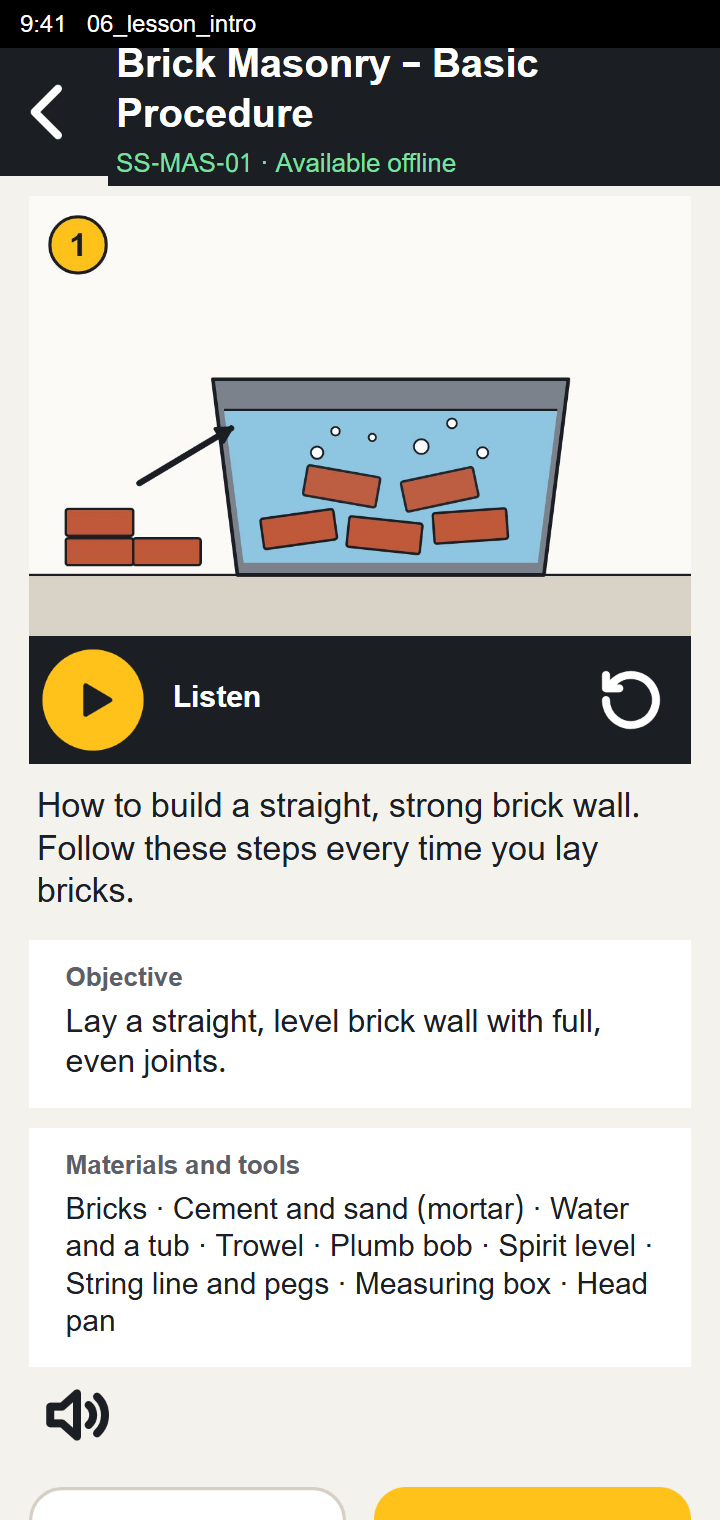 9:41 06_lesson_intro
Brick Masonry – Basic
Procedure
SS-MAS-01 · Available offline
1
Listen
How to build a straight, strong brick wall.
Follow these steps every time you lay
bricks.
Objective
Lay a straight, level brick wall with full,
even joints.
Materials and tools
Bricks · Cement and sand (mortar) · Water
and a tub · Trowel · Plumb bob · Spirit level ·
String line and pegs · Measuring box · Head
pan